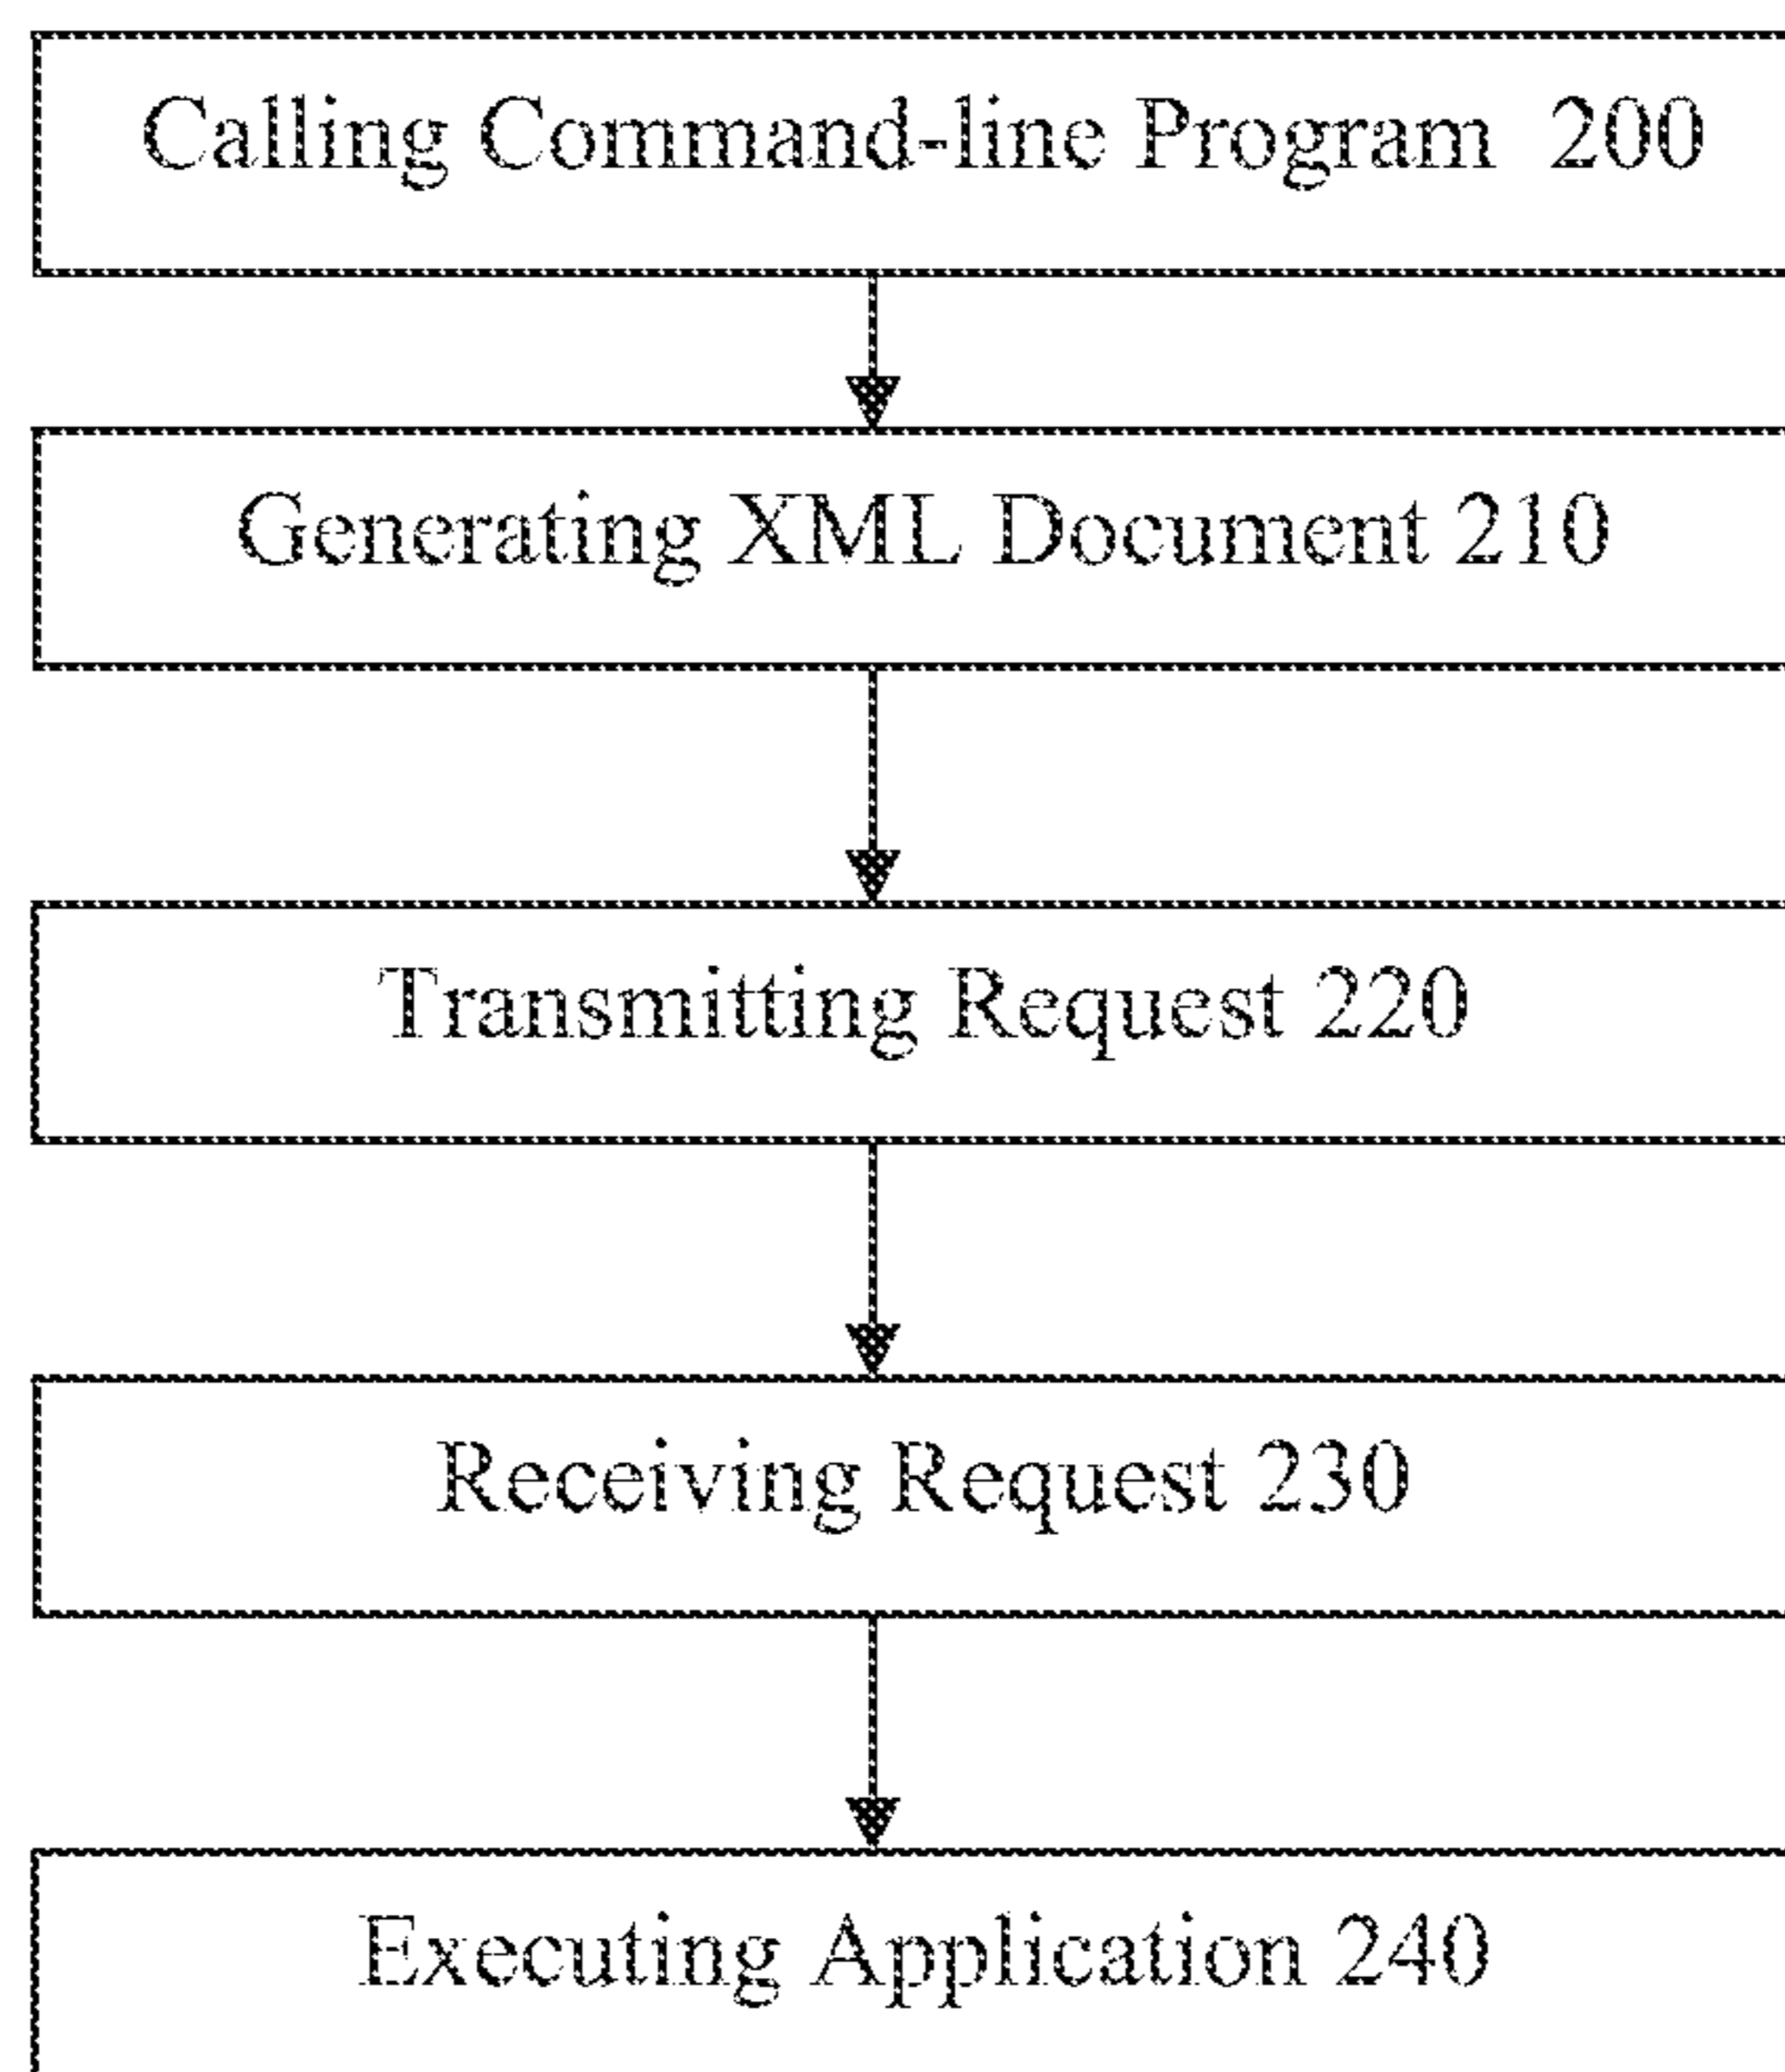 Calling Command-line Program 200
Generating XML Document 210
Transmitting Request 220
Receiving Request 230
Executing Application 240